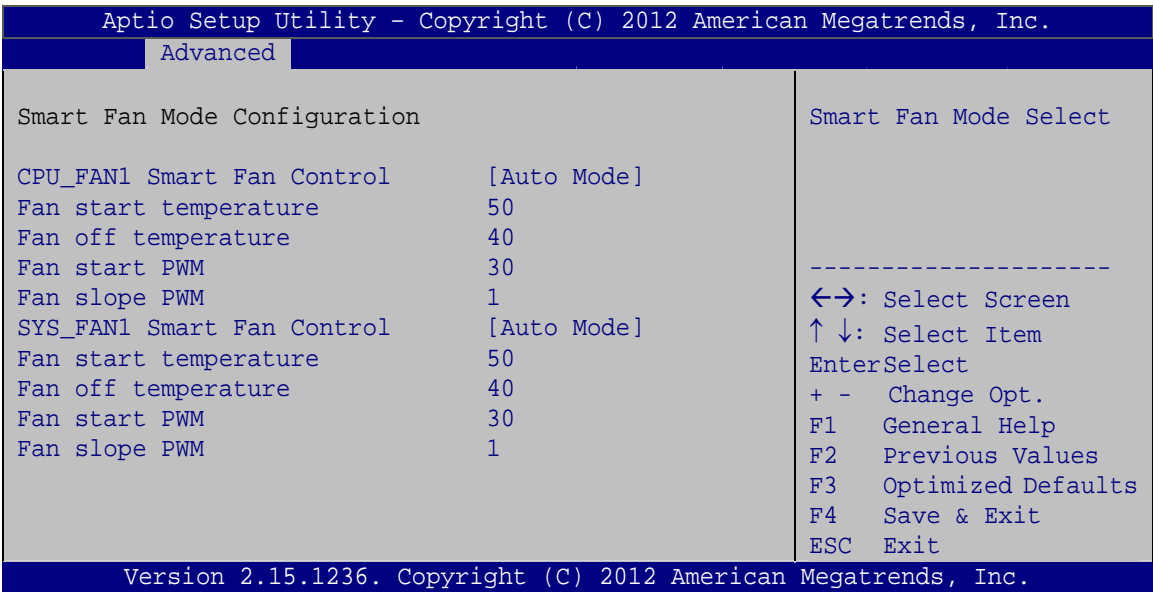 Aptio Setup Utility – Copyright (C) 2012 American Megatrends, Inc.
Advanced
Smart Fan Mode Configuration
CPU_FAN1 Smart Fan Control [Auto Mode]
Fan start temperature 50
Fan off temperature 40
Fan start PWM 30
Fan slope PWM 1
SYS_FAN1 Smart Fan Control [Auto Mode]
Fan start temperature 50
Fan off temperature 40
Fan start PWM 30
Fan slope PWM 1
Smart Fan Mode Select
---------------------
←→: Select Screen
↑ ↓: Select Item
EnterSelect
+ - Change Opt.
F1 General Help
F2 Previous Values
F3 Optimized Defaults
F4 Save & Exit
ESC Exit
Version 2.15.1236. Copyright (C) 2012 American Megatrends, Inc.